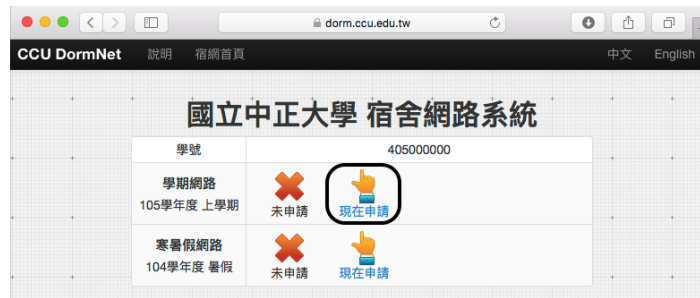 dorm.ccu.edu.tw
CCU DormNet 說明 宿網首頁 中文 English
國立中正大學 宿舍網路系統
學號 405000000
學期網路
105學年度 上學期 未申請 現在申請
寒暑假網路
104學年度 暑假 未申請 現在申請